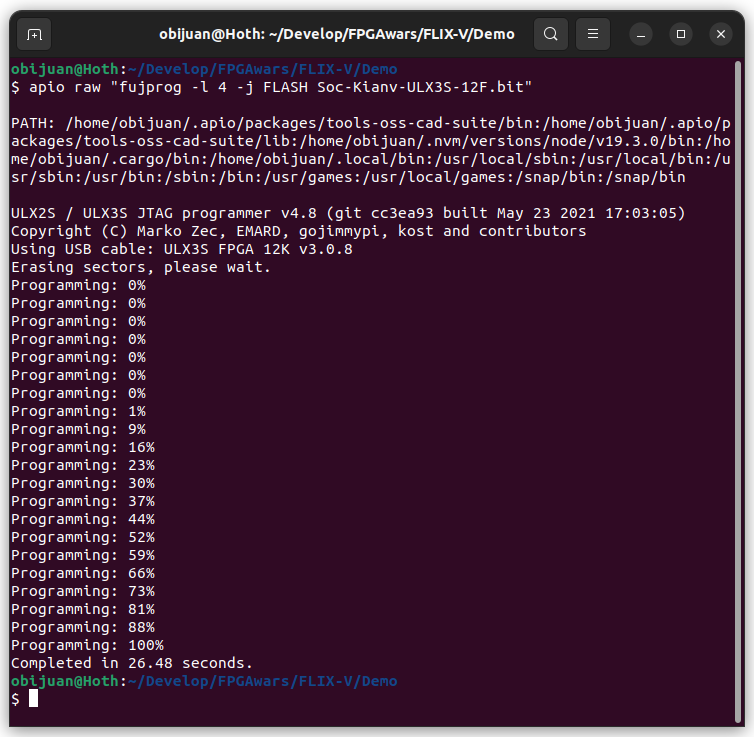 obijuan@Hoth: ~/Develop/FPGAwars/FLIX-V/Demo
obijuan@Hoth:~/Develop/FPGAwars/FLIX-V/Demo
$ apio raw "fujprog -l 4 -j FLASH Soc-Kianv-ULX3S-12F.bit"
PATH: /home/obijuan/.apio/packages/tools-oss-cad-suite/bin:/home/obijuan/.apio/p
ackages/tools-oss-cad-suite/lib:/home/obijuan/.nvm/versions/node/v19.3.0/bin:/ho
me/obijuan/.cargo/bin:/home/obijuan/.local/bin:/usr/local/sbin:/usr/local/bin:/u
sr/sbin:/usr/bin:/sbin:/bin:/usr/games:/usr/local/games:/snap/bin:/snap/bin
ULX2S / ULX3S JTAG programmer v4.8 (git cc3ea93 built May 23 2021 17:03:05)
Copyright (C) Marko Zec, EMARD, gojimmypi, kost and contributors
Using USB cable: ULX3S FPGA 12K v3.0.8
Erasing sectors, please wait.
Programming: 0%
Programming: 0%
Programming: 0%
Programming: 0%
Programming: 0%
Programming: 0%
Programming: 0%
Programming: 1%
Programming: 9%
Programming: 16%
Programming: 23%
Programming: 30%
Programming: 37%
Programming: 44%
Programming: 52%
Programming: 59%
Programming: 66%
Programming: 73%
Programming: 81%
Programming: 88%
Programming: 100%
Completed in 26.48 seconds.
obijuan@Hoth:~/Develop/FPGAwars/FLIX-V/Demo
$